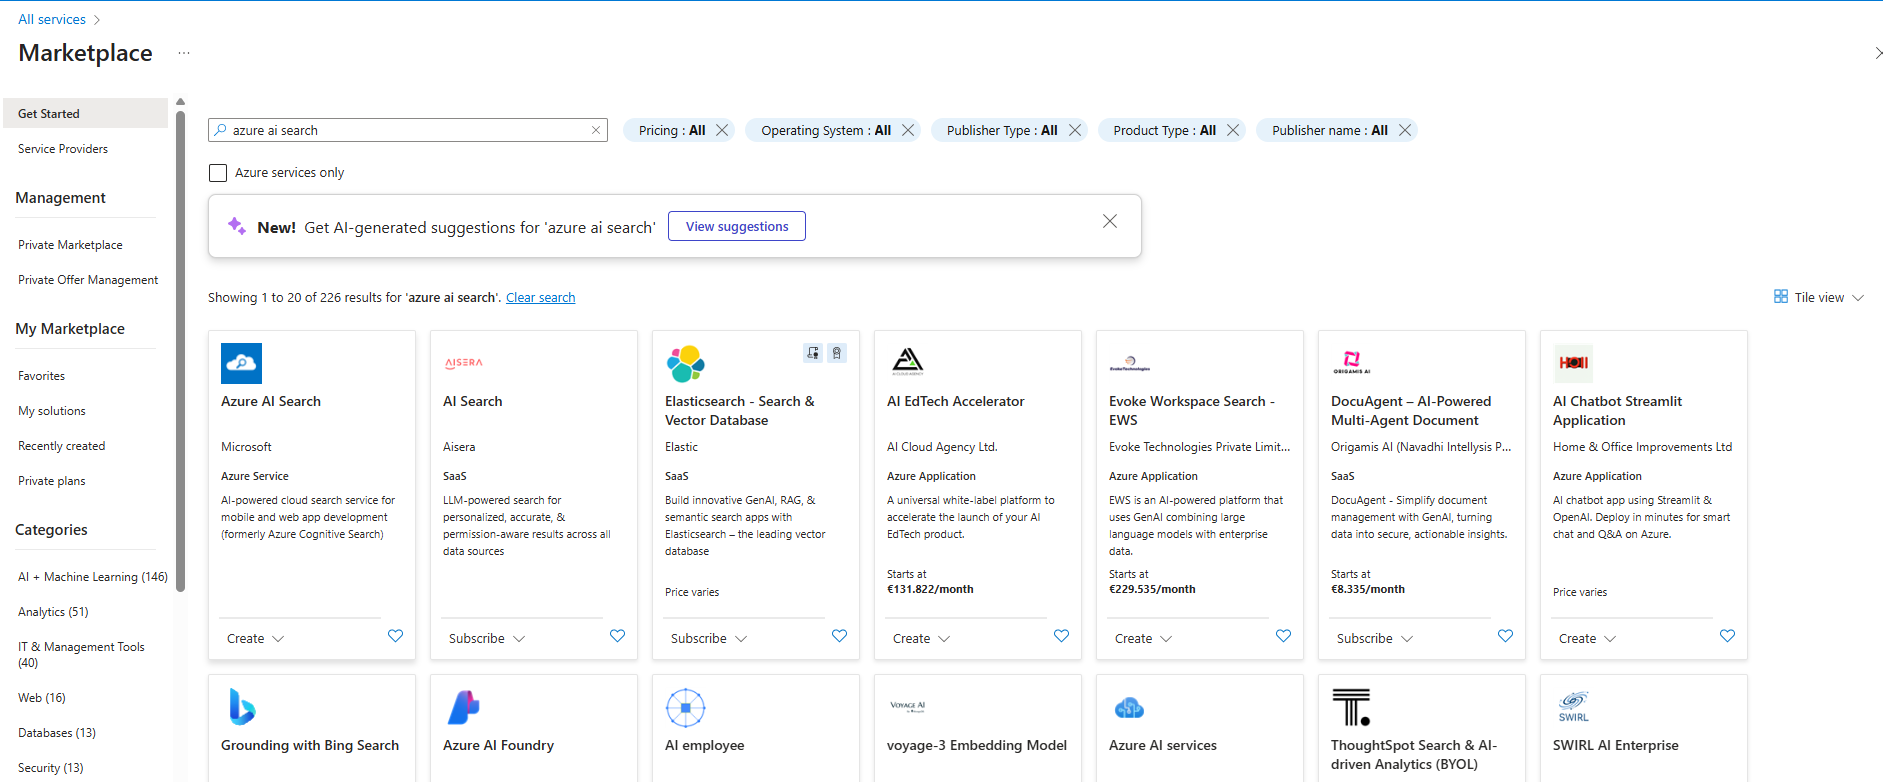 All services
Marketplace
...
Get Started
Service Providers
Management
Private Marketplace
Private Offer Management
My Marketplace
Favorites
My solutions
Recently created
Private plans
Categories
AI + Machine Learning (146)
Analytics (51)
IT & Management Tools
(40)
Web (16)
Databases (13)
Security (13)
azure ai search
Pricing : All
Operating System : All
Publisher Type : All
Product Type : All
Publisher name : All
Azure services only
New! Get AI-generated suggestions for 'azure ai search'
View suggestions
Showing 1 to 20 of 226 results for 'azure ai search'. Clear search
Tile view
Azure AI Search
Microsoft
Azure Service
AI-powered cloud search service for
mobile and web app development
(formerly Azure Cognitive Search)
Create
AISERA
AI Search
Aisera
SaaS
LLM-powered search for
personalized, accurate, &
permission-aware results across all
data sources
Subscribe
Elasticsearch - Search &
Vector Database
Elastic
SaaS
Build innovative GenAI, RAG, &
semantic search apps with
Elasticsearch – the leading vector
database
Price varies
Subscribe
AI CLOUD AGENCY
AI EdTech Accelerator
AI Cloud Agency Ltd.
Azure Application
A universal white-label platform to
accelerate the launch of your AI
EdTech product.
Starts at
€131.822/month
Create
EvokeTechnologies
Evoke Workspace Search -
EWS
Evoke Technologies Private Limit...
Azure Application
EWS is an AI-powered platform that
uses GenAI combining large
language models with enterprise
data.
Starts at
€229.535/month
Create
ORIGAMIS AI
DocuAgent – AI-Powered
Multi-Agent Document
Origamis AI (Navadhi Intellysis P...
SaaS
DocuAgent - Simplify document
management with GenAI, turning
data into secure, actionable insights.
Starts at
€8.335/month
Subscribe
HOII
AI Chatbot Streamlit
Application
Home & Office Improvements Ltd
Azure Application
AI chatbot app using Streamlit &
OpenAI. Deploy in minutes for smart
chat and Q&A on Azure.
Price varies
Create
Grounding with Bing Search
Azure AI Foundry
AI employee
VOYAGE AI
voyage-3 Embedding Model
Azure AI services
T.
ThoughtSpot Search & AI-
driven Analytics (BYOL)
SWIRL
SWIRL AI Enterprise